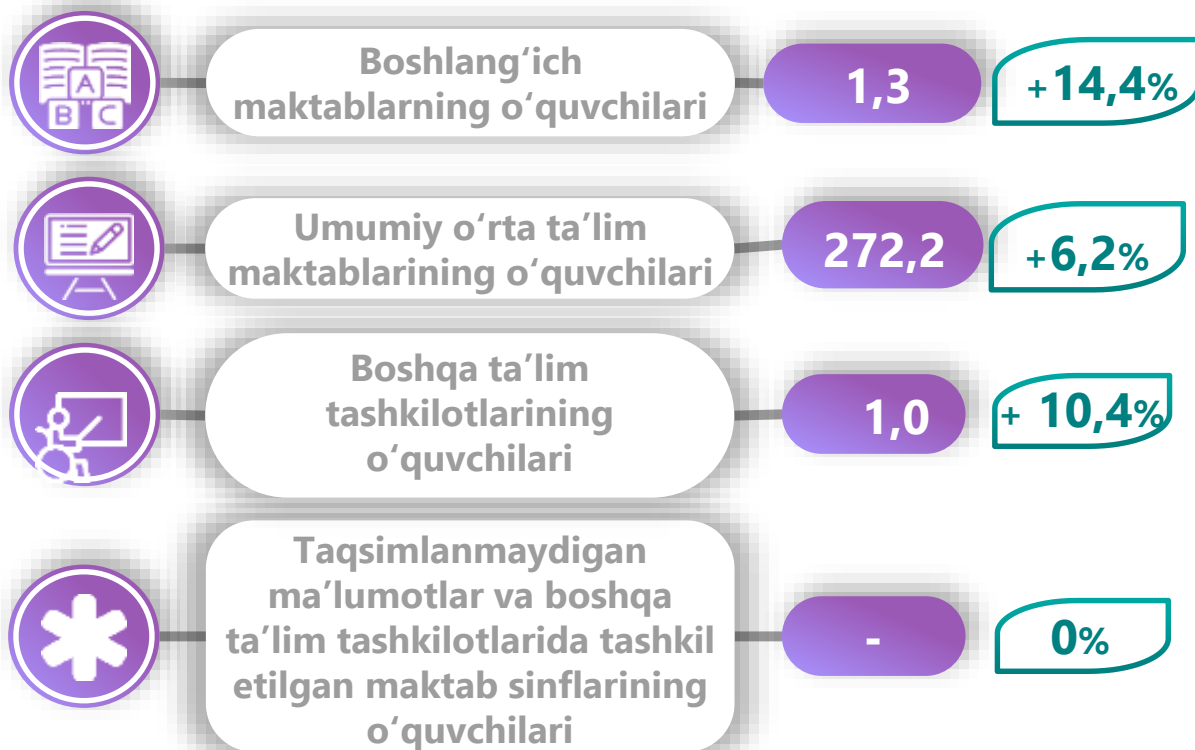 A
B C
Boshlang‘ich
maktablarning o‘quvchilari
1,3
+14,4%
Umumiy o‘rta ta’lim
maktablarining o‘quvchilari
272,2
+6,2%
Boshqa ta’lim
tashkilotlarining
o‘quvchilari
1,0
+ 10,4%
Taqsimlanmaydigan
ma’lumotlar va boshqa
ta’lim tashkilotlarida tashkil
etilgan maktab sinflarining
o‘quvchilari
-
0%